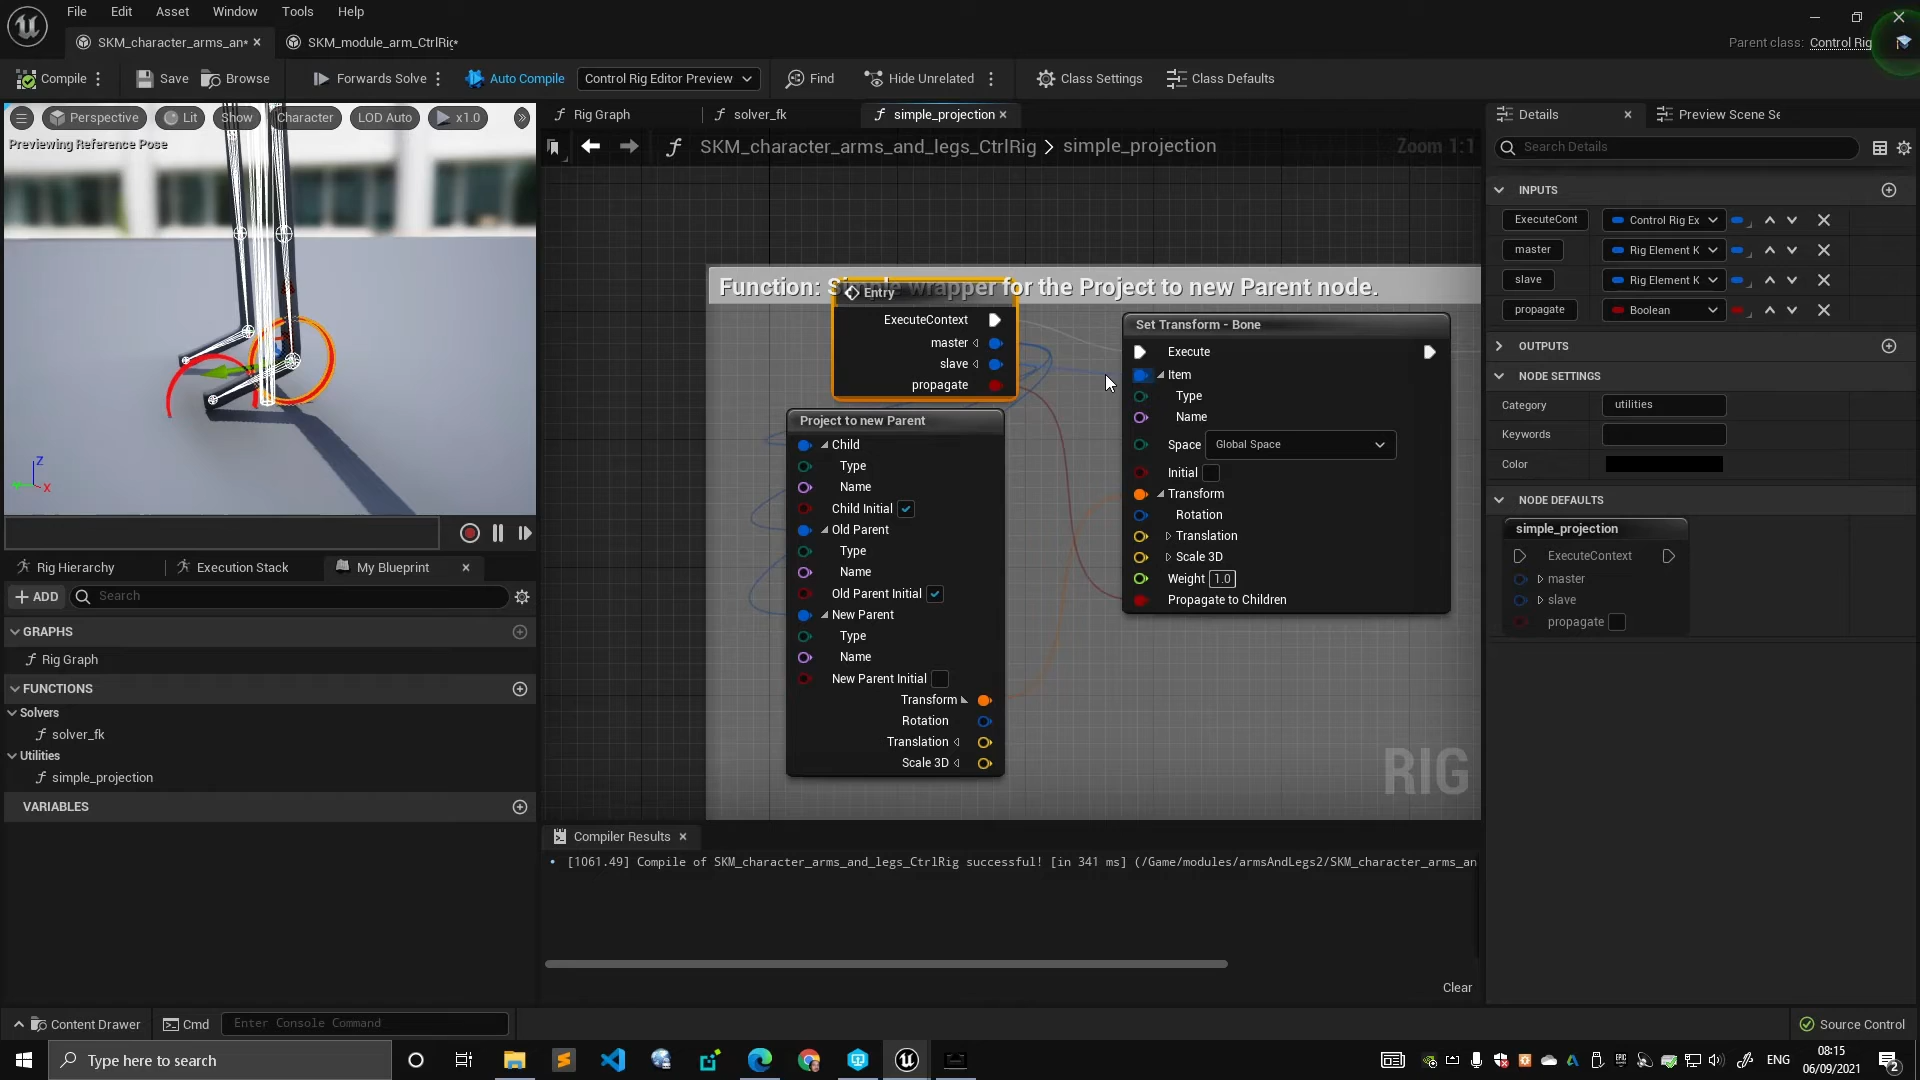 File Edit Asset Window Tools Help
SKM_character_arms_an* SKM_module_arm_CtrlRig*
Parent class: Control Rig
Compile Save Browse Forwards Solve Auto Compile Control Rig Editor Preview Find Hide Unrelated Class Settings Class Defaults
Perspective Lit Show Character LOD Auto x1.0
Previewing Reference Pose
Z
X
Rig Graph solver_fk simple_projection
SKM_character_arms_and_legs_CtrlRig > simple_projection
Zoom 1:1
Function: Simple wrapper for the Project to new Parent node.
Entry
ExecuteContext
master
slave
propagate
Project to new Parent
Child
Type
Name
Child Initial
Old Parent
Type
Name
Old Parent Initial
New Parent
Type
Name
New Parent Initial
Transform
Rotation
Translation
Scale 3D
Set Transform - Bone
Execute
Item
Type
Name
Space Global Space
Initial
Transform
Rotation
Translation
Scale 3D
Weight 1.0
Propagate to Children
RIG
Rig Hierarchy Execution Stack My Blueprint
ADD Search
GRAPHS
Rig Graph
FUNCTIONS
Solvers
solver_fk
Utilities
simple_projection
VARIABLES
Compiler Results
[1061.49] Compile of SKM_character_arms_and_legs_CtrlRig successful! [in 341 ms] (/Game/modules/armsAndLegs2/SKM_character_arms_an
Clear
Details Preview Scene Se
Search Details
INPUTS
ExecuteCont Control Rig Ex
master Rig Element K
slave Rig Element K
propagate Boolean
OUTPUTS
NODE SETTINGS
Category utilities
Keywords
Color
NODE DEFAULTS
simple_projection
ExecuteContext
master
slave
propagate
Content Drawer Cmd Enter Console Command
Source Control
Type here to search
ENG
08:15
06/09/2021
2